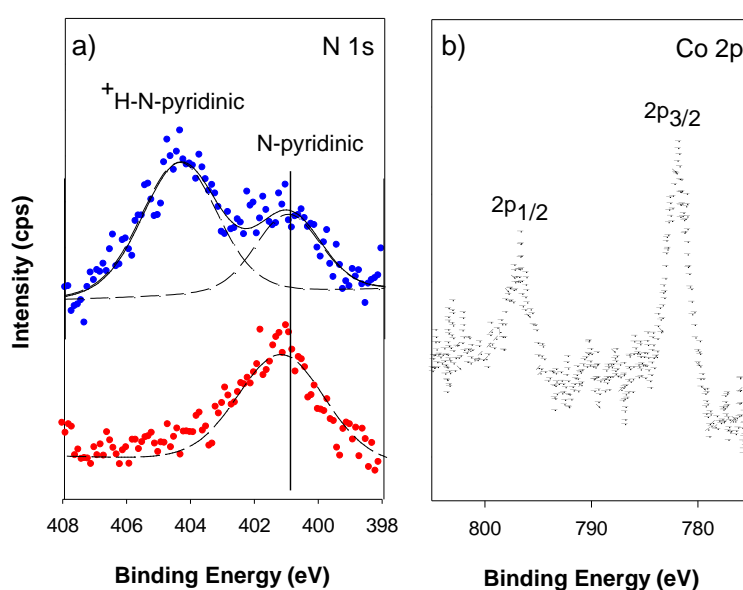 a)
N 1s
+H-N-pyridinic
N-pyridinic
Intensity (cps)
408
406
404
402
400
398
Binding Energy (eV)
b)
Co 2p
2p3/2
2p1/2
800
790
780
Binding Energy (eV)